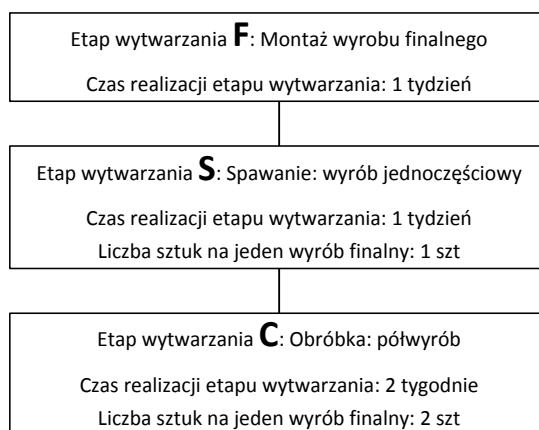 Etap wytwarzania F: Montaż wyrobu finalnego
Czas realizacji etapu wytwarzania: 1 tydzień
Etap wytwarzania S: Spawanie: wyrób jednoczęściowy
Czas realizacji etapu wytwarzania: 1 tydzień
Liczba sztuk na jeden wyrób finalny: 1 szt
Etap wytwarzania C: Obróbka: półwyrób
Czas realizacji etapu wytwarzania: 2 tygodnie
Liczba sztuk na jeden wyrób finalny: 2 szt